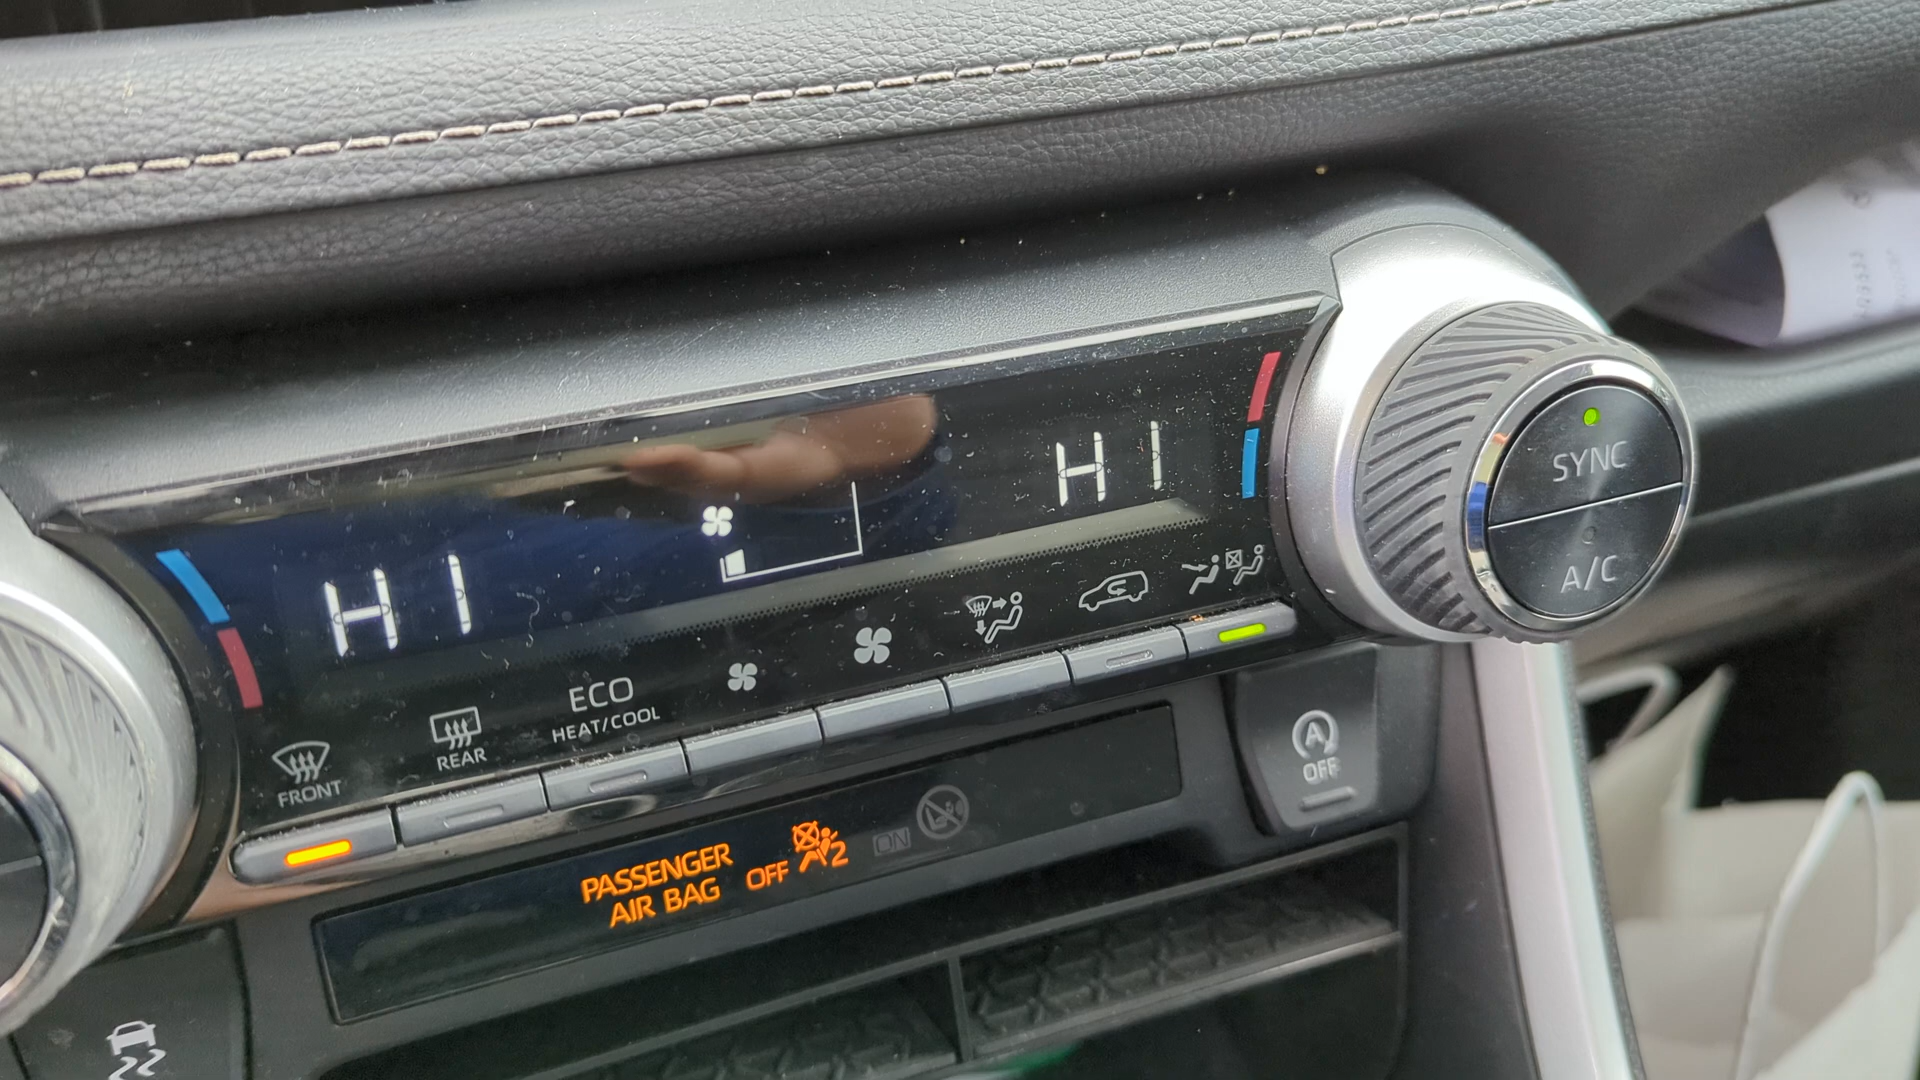 HI
HI
SYNC
A/C
FRONT
REAR
ECO
HEAT/COOL
A
OFF
PASSENGER
AIR BAG
OFF
2
ON